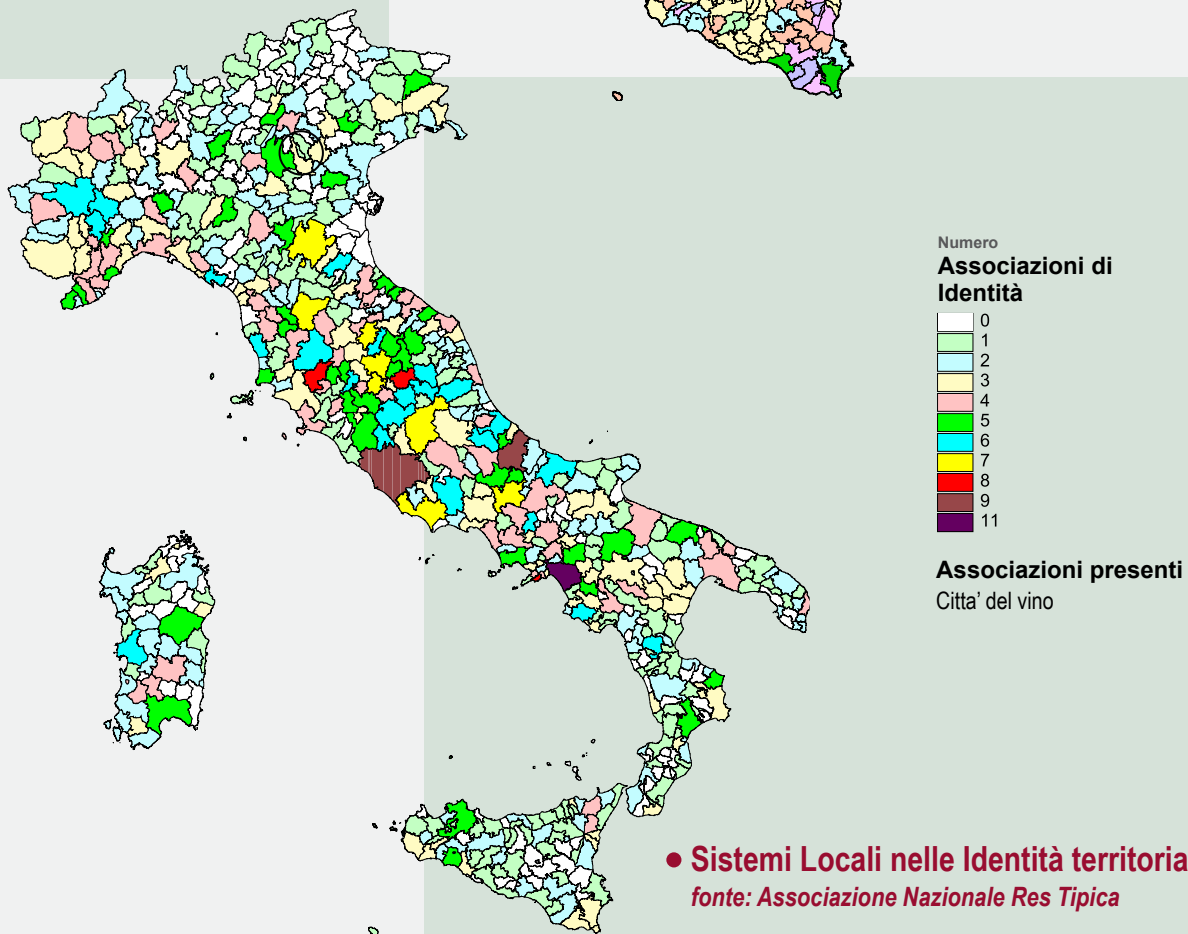 Numero
Associazioni di
Identità
0
1
2
3
4
5
6
7
8
9
11
Associazioni presenti
Citta' del vino
• Sistemi Locali nelle Identità territoria
fonte: Associazione Nazionale Res Tipica